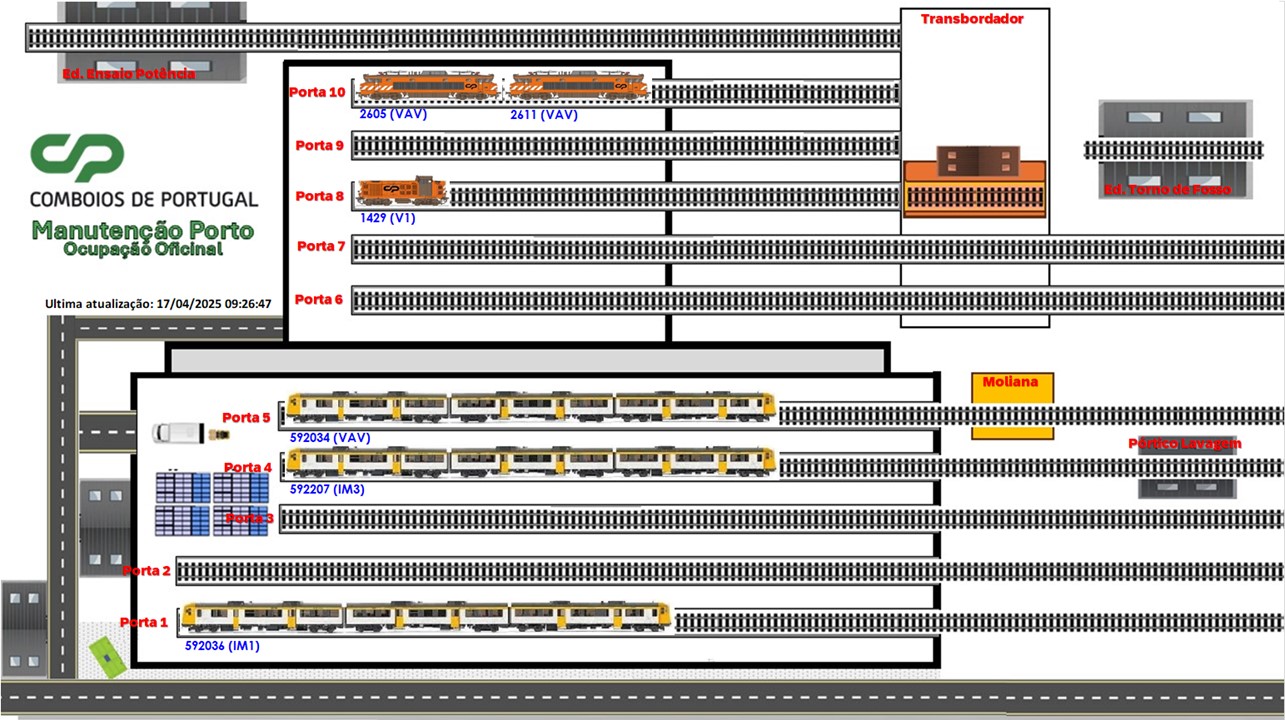 Transbordador
Ed. Ensaio Potência
Porta 10
2605 (VAV)
2611 (VAV)
Porta 9
CP
COMBOIOS DE PORTUGAL
Manutenção Porto
Ocupação Oficinal
Porta 8
1429 (V1)
Ed. Torno de Fosso
Porta 7
Porta 6
Ultima atualização: 17/04/2025 09:26:47
Moliana
Porta 5
592034 (VAV)
Pórtico Lavagem
Porta 4
592207 (IM3)
Porta 3
Porta 2
Porta 1
592036 (IM1)